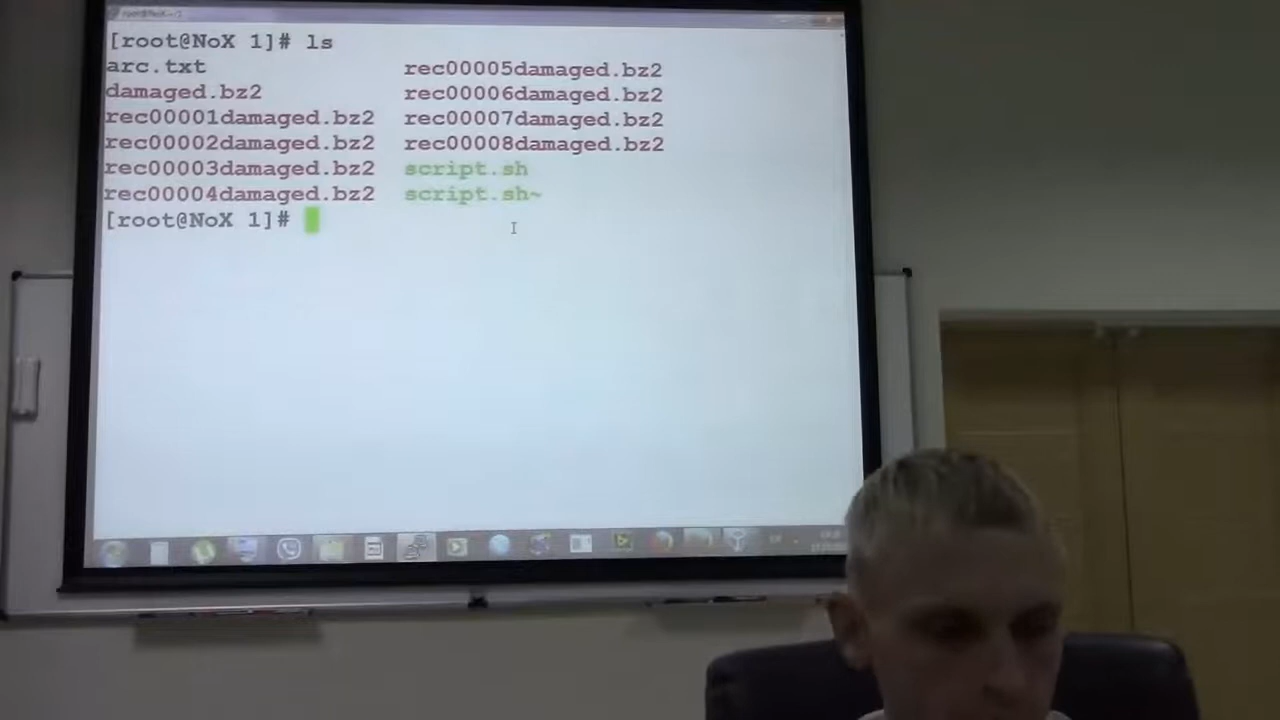 [root@NoX 1]# ls
arc.txt rec00005damaged.bz2
damaged.bz2 rec00006damaged.bz2
rec00001damaged.bz2 rec00007damaged.bz2
rec00002damaged.bz2 rec00008damaged.bz2
rec00003damaged.bz2 script.sh
rec00004damaged.bz2 script.sh~
[root@NoX 1]#